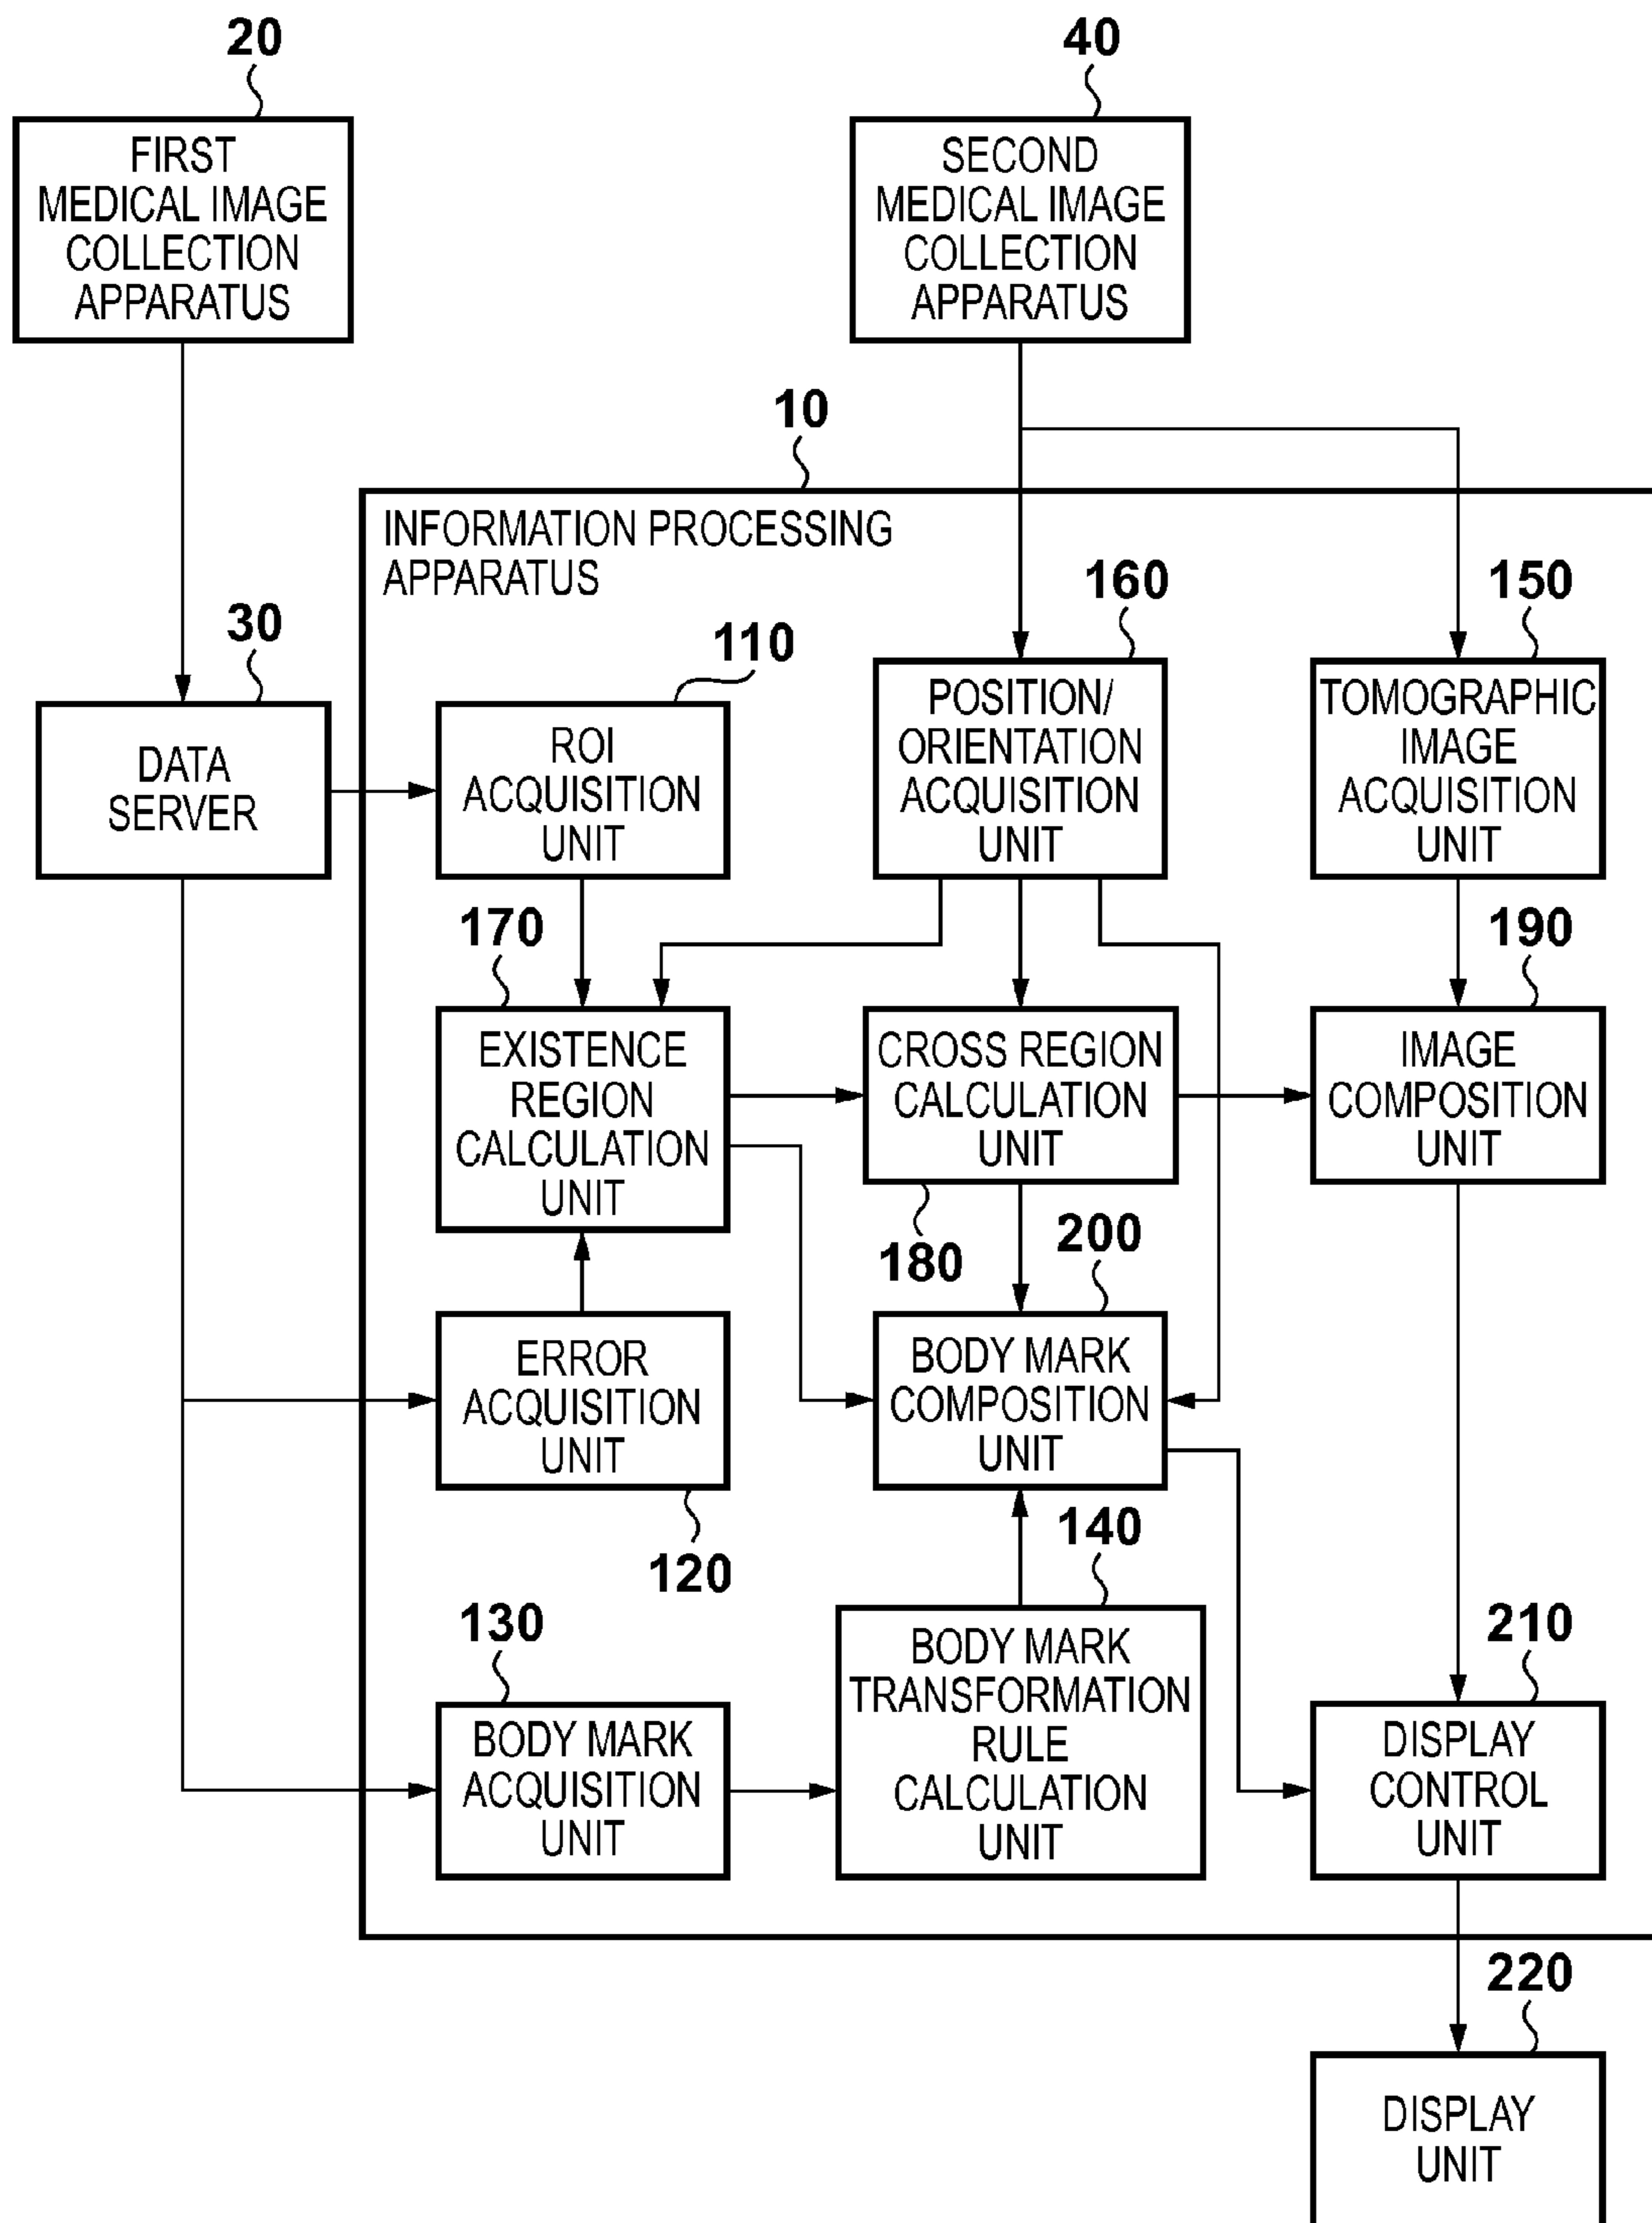 20
40
FIRST
MEDICAL IMAGE
COLLECTION
APPARATUS
SECOND
MEDICAL IMAGE
COLLECTION
APPARATUS
10
INFORMATION PROCESSING
APPARATUS
160
150
30
110
DATA
SERVER
ROI
ACQUISITION
UNIT
POSITION/
ORIENTATION
ACQUISITION
UNIT
TOMOGRAPHIC
IMAGE
ACQUISITION
UNIT
170
190
EXISTENCE
REGION
CALCULATION
UNIT
CROSS REGION
CALCULATION
UNIT
IMAGE
COMPOSITION
UNIT
180
200
ERROR
ACQUISITION
UNIT
BODY MARK
COMPOSITION
UNIT
120
140
130
210
BODY MARK
ACQUISITION
UNIT
BODY MARK
TRANSFORMATION
RULE
CALCULATION
UNIT
DISPLAY
CONTROL
UNIT
220
DISPLAY
UNIT